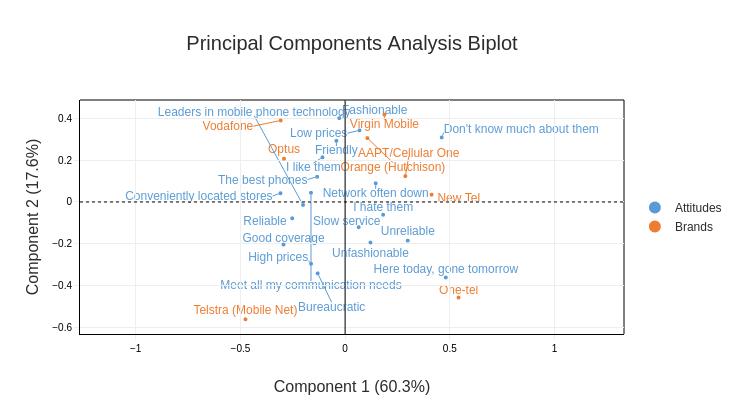 Principal Components Analysis Biplot
Component 2 (17.6%)
0.4
0.2
0
−0.2
−0.4
−0.6
Leaders in mobile phone technology
Fashionable
Vodafone
Virgin Mobile
Low prices
Don't know much about them
Optus
Friendly
AAPT/Cellular One
I like them
Orange (Hutchison)
The best phones
Conveniently located stores
Network often down
New Tel
I hate them
Reliable
Slow service
Unreliable
Good coverage
Unfashionable
High prices
Here today, gone tomorrow
Meet all my communication needs
One-tel
Telstra (Mobile Net)
Bureaucratic
−1
−0.5
0
0.5
1
Component 1 (60.3%)
Attitudes
Brands